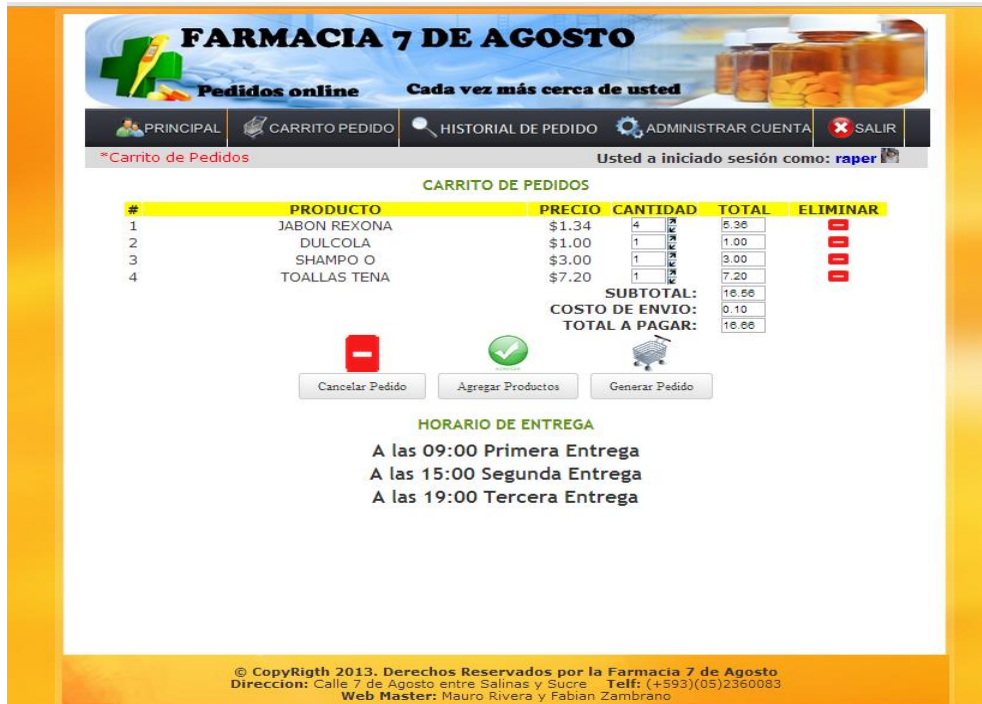 FARMACIA 7 DE AGOSTO
Pedidos online Cada vez más cerca de usted
PRINCIPAL CARRITO PEDIDO HISTORIAL DE PEDIDO ADMINISTRAR CUENTA SALIR
*Carrito de Pedidos Usted a iniciado sesión como: raper
CARRITO DE PEDIDOS
# PRODUCTO PRECIO CANTIDAD TOTAL ELIMINAR
1 JABON REXONA $1.34 4 5.36
2 DULCOLA $1.00 1 1.00
3 SHAMPO O $3.00 1 3.00
4 TOALLAS TENA $7.20 1 7.20
SUBTOTAL: 16.56
COSTO DE ENVIO: 0.10
TOTAL A PAGAR: 16.66
Cancelar Pedido Agregar Productos Generar Pedido
HORARIO DE ENTREGA
A las 09:00 Primera Entrega
A las 15:00 Segunda Entrega
A las 19:00 Tercera Entrega
© CopyRigth 2013. Derechos Reservados por la Farmacia 7 de Agosto
Direccion: Calle 7 de Agosto entre Salinas y Sucre Telf: (+593)(05)2360083
Web Master: Mauro Rivera y Fabian Zambrano